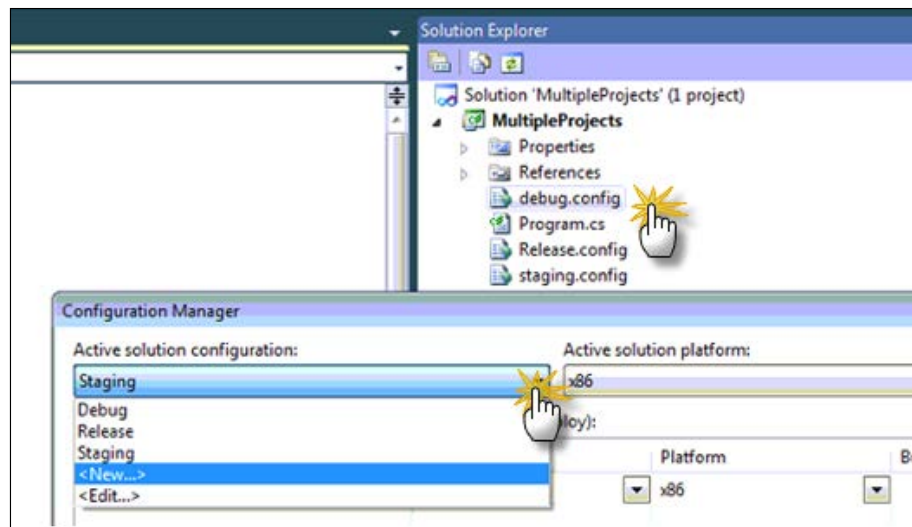 Solution Explorer
Solution 'MultipleProjects' (1 project)
MultipleProjects
Properties
References
debug.config
Program.cs
Release.config
staging.config
Configuration Manager
Active solution configuration:
Active solution platform:
Staging
x86
Debug
Release
Staging
<New...>
<Edit...>
Platform
x86